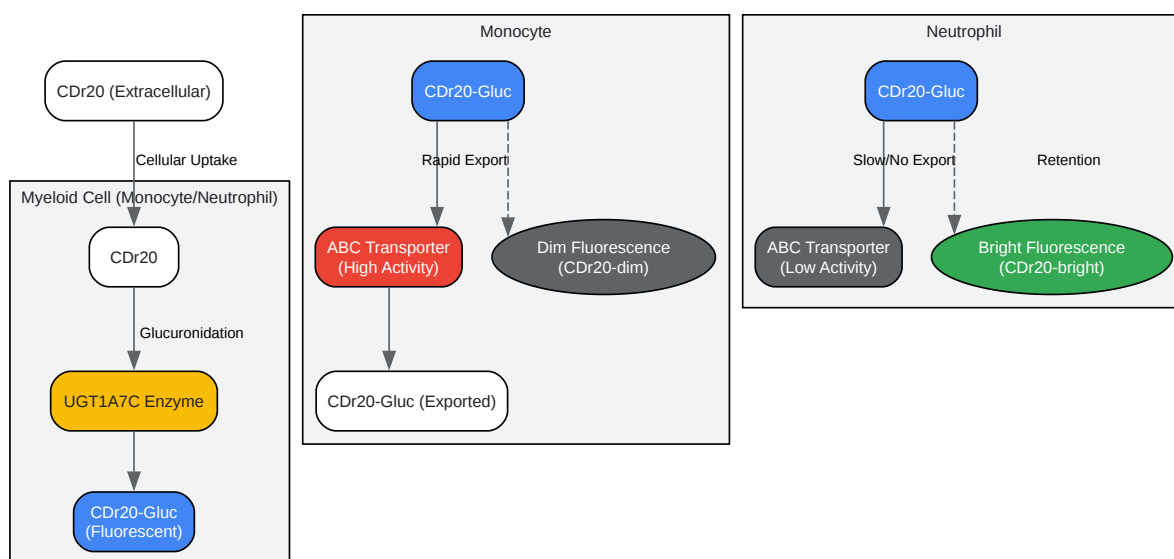 CDr20 (Extracellular)
Cellular Uptake
Myeloid Cell (Monocyte/Neutrophil)
CDr20
Glucuronidation
UGT1A7C Enzyme
CDr20-Gluc
(Fluorescent)
Monocyte
CDr20-Gluc
Rapid Export
ABC Transporter
(High Activity)
Dim Fluorescence
(CDr20-dim)
CDr20-Gluc (Exported)
Neutrophil
CDr20-Gluc
Slow/No Export
Retention
ABC Transporter
(Low Activity)
Bright Fluorescence
(CDr20-bright)